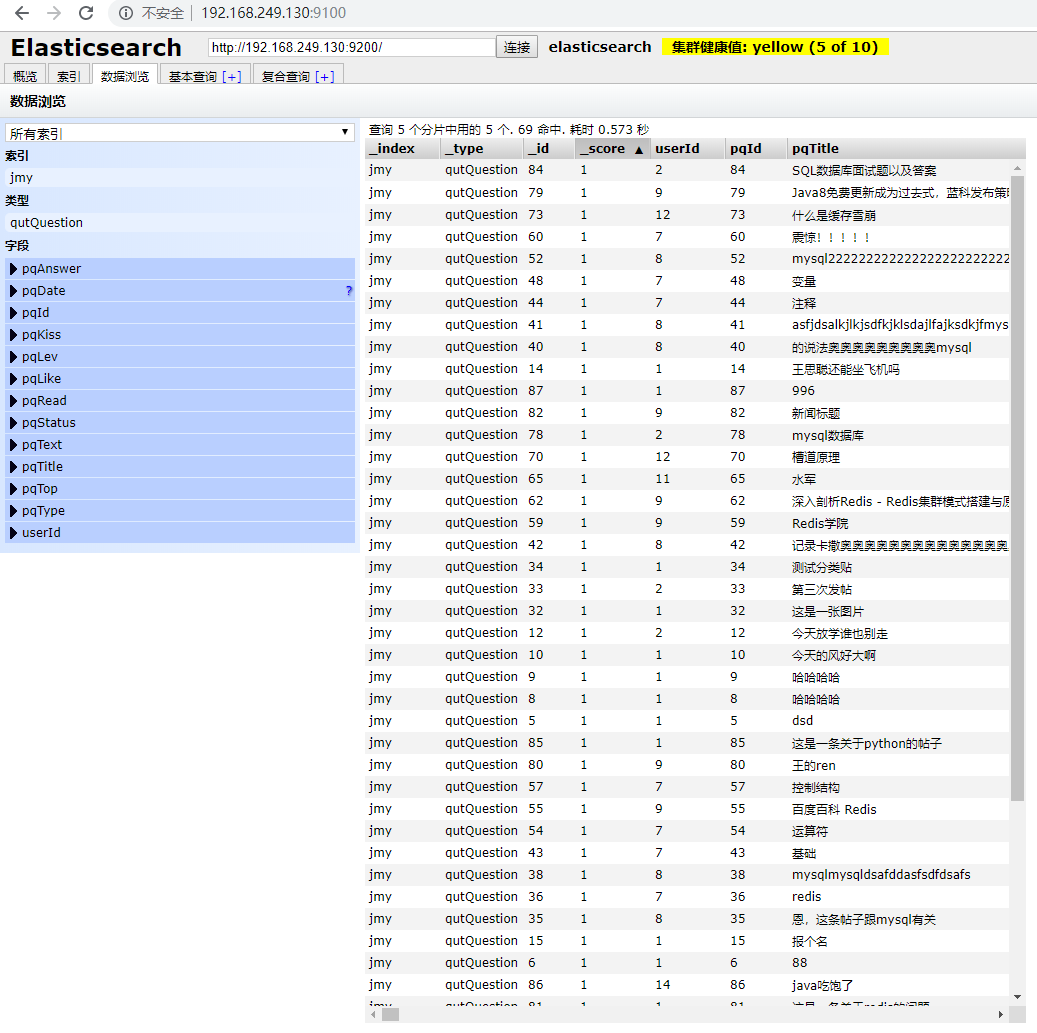 不安全 192.168.249.130:9100
Elasticsearch http://192.168.249.130:9200/ 连接 elasticsearch 集群健康值: yellow (5 of 10)
概览 索引 数据浏览 基本查询 [+] 复合查询 [+]
数据浏览
所有索引
索引
jmy
类型
qutQuestion
字段
pqAnswer
pqDate ?
pqId
pqKiss
pqLev
pqLike
pqRead
pqStatus
pqText
pqTitle
pqTop
pqType
userId
查询 5 个分片中用的 5 个. 69 命中. 耗时 0.573 秒
_index _type _id _score ▲ userId pqId pqTitle
jmy qutQuestion 84 1 2 84 SQL数据库面试题以及答案
jmy qutQuestion 79 1 9 79 Java8免费更新成为过去式，蓝科发布策略
jmy qutQuestion 73 1 12 73 什么是缓存雪崩
jmy qutQuestion 60 1 7 60 震惊！！！！！
jmy qutQuestion 52 1 8 52 mysql2222222222222222222222222
jmy qutQuestion 48 1 7 48 变量
jmy qutQuestion 44 1 7 44 注释
jmy qutQuestion 41 1 8 41 asfjdsalkjlkjsdfkjklsdajlfajksdkjfmys
jmy qutQuestion 40 1 8 40 的说法奥奥奥奥奥奥奥奥奥mysql
jmy qutQuestion 14 1 1 14 王思聪还能坐飞机吗
jmy qutQuestion 87 1 1 87 996
jmy qutQuestion 82 1 9 82 新闻标题
jmy qutQuestion 78 1 2 78 mysql数据库
jmy qutQuestion 70 1 12 70 槽道原理
jmy qutQuestion 65 1 11 65 水军
jmy qutQuestion 62 1 9 62 深入剖析Redis - Redis集群模式搭建与原
jmy qutQuestion 59 1 9 59 Redis学院
jmy qutQuestion 42 1 8 42 记录卡撒奥奥奥奥奥奥奥奥奥奥奥奥奥奥
jmy qutQuestion 34 1 1 34 测试分类贴
jmy qutQuestion 33 1 2 33 第三次发帖
jmy qutQuestion 32 1 1 32 这是一张图片
jmy qutQuestion 12 1 2 12 今天放学谁也别走
jmy qutQuestion 10 1 1 10 今天的风好大啊
jmy qutQuestion 9 1 1 9 哈哈哈哈
jmy qutQuestion 8 1 1 8 哈哈哈哈
jmy qutQuestion 5 1 1 5 dsd
jmy qutQuestion 85 1 1 85 这是一条关于python的帖子
jmy qutQuestion 80 1 9 80 王的ren
jmy qutQuestion 57 1 7 57 控制结构
jmy qutQuestion 55 1 9 55 百度百科 Redis
jmy qutQuestion 54 1 7 54 运算符
jmy qutQuestion 43 1 7 43 基础
jmy qutQuestion 38 1 8 38 mysqlmysqldsafddasfsdfdsafs
jmy qutQuestion 36 1 7 36 redis
jmy qutQuestion 35 1 8 35 恩，这条帖子跟mysql有关
jmy qutQuestion 15 1 1 15 报个名
jmy qutQuestion 6 1 1 6 88
jmy qutQuestion 86 1 14 86 java吃饱了
jmy qutQuestion 81 1 1 81 这是一条关于redis的问题